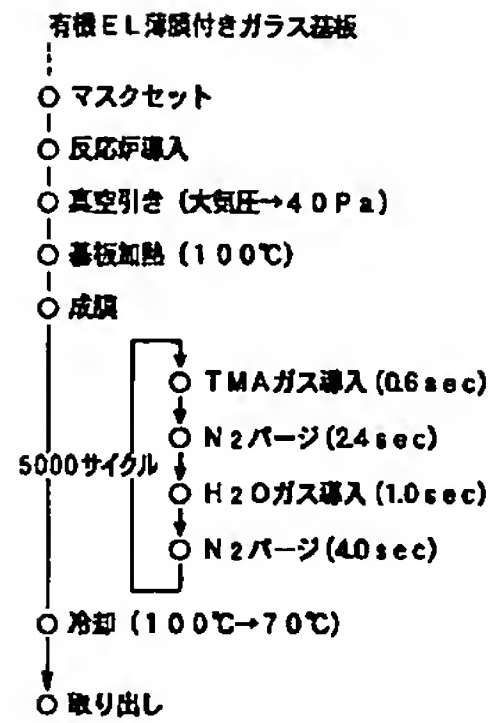 有機EL薄膜付きガラス基板
マスクセット
反応炉導入
真空引き (大気圧→40Pa)
基板加熱 (100℃)
成膜
TMAガス導入 (0.6sec)
N2パージ (2.4sec)
5000サイクル
H2Oガス導入 (1.0sec)
N2パージ (4.0sec)
冷却 (100℃→70℃)
取り出し